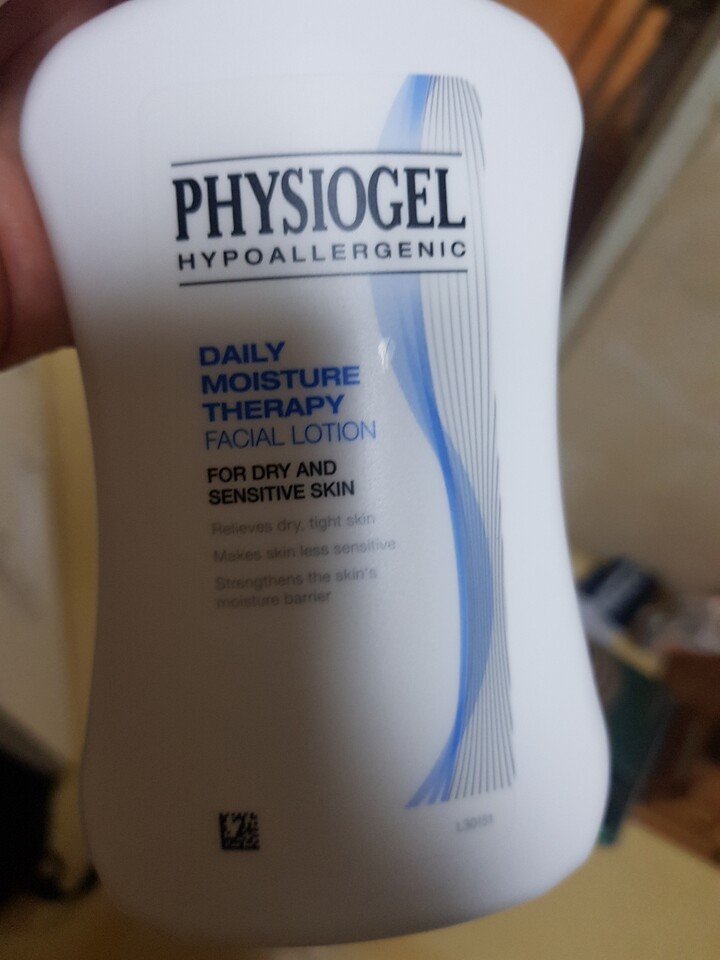 PHYSIOGEL
HYPOALLERGENIC
DAILY
MOISTURE
THERAPY
FACIAL LOTION
FOR DRY AND
SENSITIVE SKIN
Relieves dry, tight skin
Makes skin less sensitive
Strengthens the skin's
moisture barrier